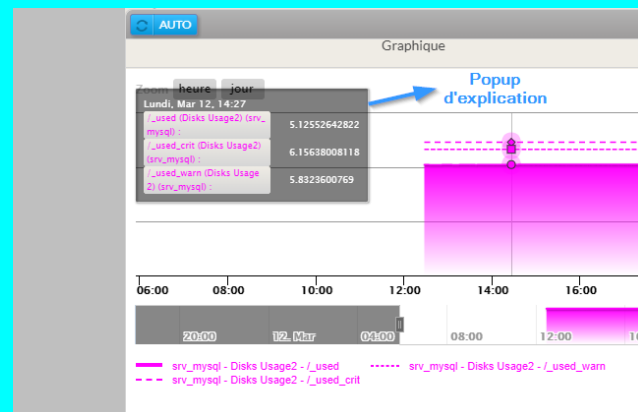 AUTO
Graphique
Zoom heure jour
Popup
d'explication
Lundi, Mar 12, 14:27
/_used (Disks Usage2) (srv_
mysql) :
5.12552642822
/_used_crit (Disks Usage2)
(srv_mysql) :
6.15638008118
/_used_warn (Disks Usage
2) (srv_mysql) :
5.8323600769
06:00 08:00 10:00 12:00 14:00 16:00
20:00 12. Mar 04:00 08:00 12:00
srv_mysql - Disks Usage2 - /_used srv_mysql - Disks Usage2 - /_used_warn
srv_mysql - Disks Usage2 - /_used_crit